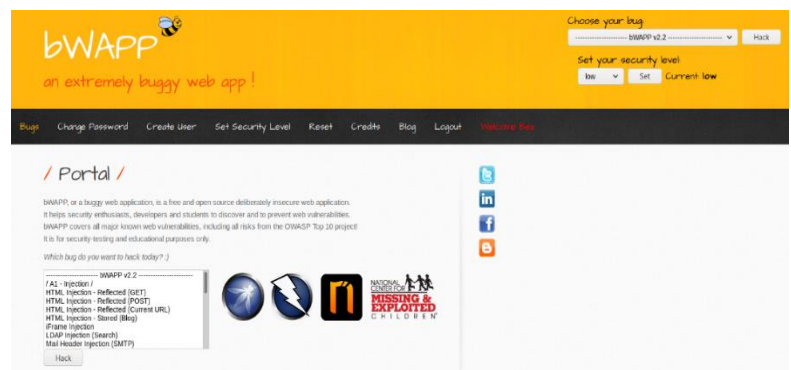 bWAPP
an extremely buggy web app !
Choose your bug:
-------------------- bWAPP v2.2 --------------------
Hack
Set your security level:
low
Set
Current: low
Bugs
Change Password
Create User
Set Security Level
Reset
Credits
Blog
Logout
Welcome Bee
/ Portal /
bWAPP, or a buggy web application, is a free and open source deliberately insecure web application.
It helps security enthusiasts, developers and students to discover and to prevent web vulnerabilities.
bWAPP covers all major known web vulnerabilities, including all risks from the OWASP Top 10 project!
It is for security-testing and educational purposes only.
Which bug do you want to hack today? :)
-------------------- bWAPP v2.2 --------------------
/ A1 - Injection /
HTML Injection - Reflected (GET)
HTML Injection - Reflected (POST)
HTML Injection - Reflected (Current URL)
HTML Injection - Stored (Blog)
iFrame Injection
LDAP Injection (Search)
Mail Header Injection (SMTP)
Hack
NATIONAL
CENTER FOR
MISSING &
EXPLOITED
CHILDREN